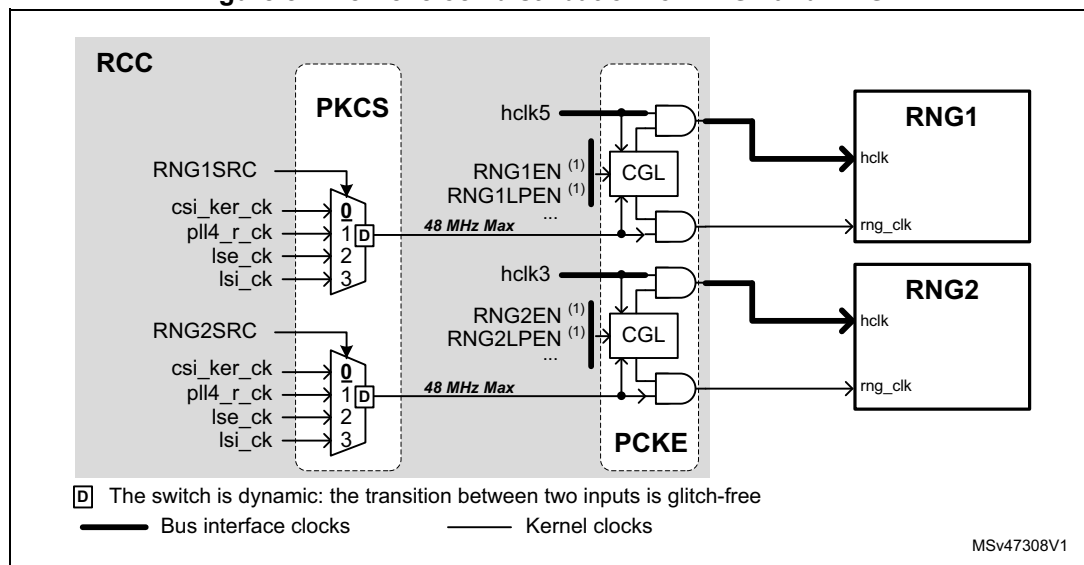 RCC
PKCS
hclk5
RNG1
RNG1SRC
RNG1EN (1)
RNG1LPEN (1)
...
CGL
hclk
csi_ker_ck
0
pll4_r_ck
1
D
48 MHz Max
rng_clk
lse_ck
2
lsi_ck
3
hclk3
RNG2
RNG2SRC
RNG2EN (1)
RNG2LPEN (1)
...
CGL
hclk
csi_ker_ck
0
pll4_r_ck
1
D
48 MHz Max
rng_clk
lse_ck
2
lsi_ck
3
PCKE
D The switch is dynamic: the transition between two inputs is glitch-free
Bus interface clocks Kernel clocks
MSv47308V1